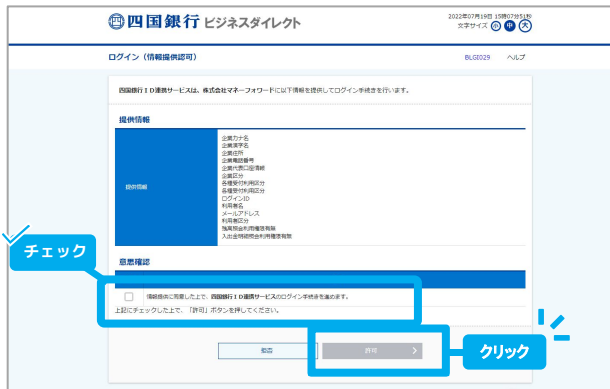 四国銀行 ビジネスダイレクト
2022年07月19日 15時07分51秒
文字サイズ 小 中 大
ログイン（情報提供認可）
BLGI029 ヘルプ
四国銀行ＩＤ連携サービスは、株式会社マネーフォワードに以下情報を提供してログイン手続きを行います。
提供情報
提供情報
企業カナ名
企業漢字名
企業住所
企業電話番号
企業代表口座情報
企業区分
各種受付利用区分
各種受付利用区分
ログインID
利用者名
メールアドレス
利用者区分
残高照会利用権限有無
入出金明細照会利用権限有無
チェック
意思確認
情報提供に同意した上で、四国銀行ＩＤ連携サービスのログイン手続きを進めます。
上記にチェックした上で、「許可」ボタンを押してください。
拒否
許可
クリック